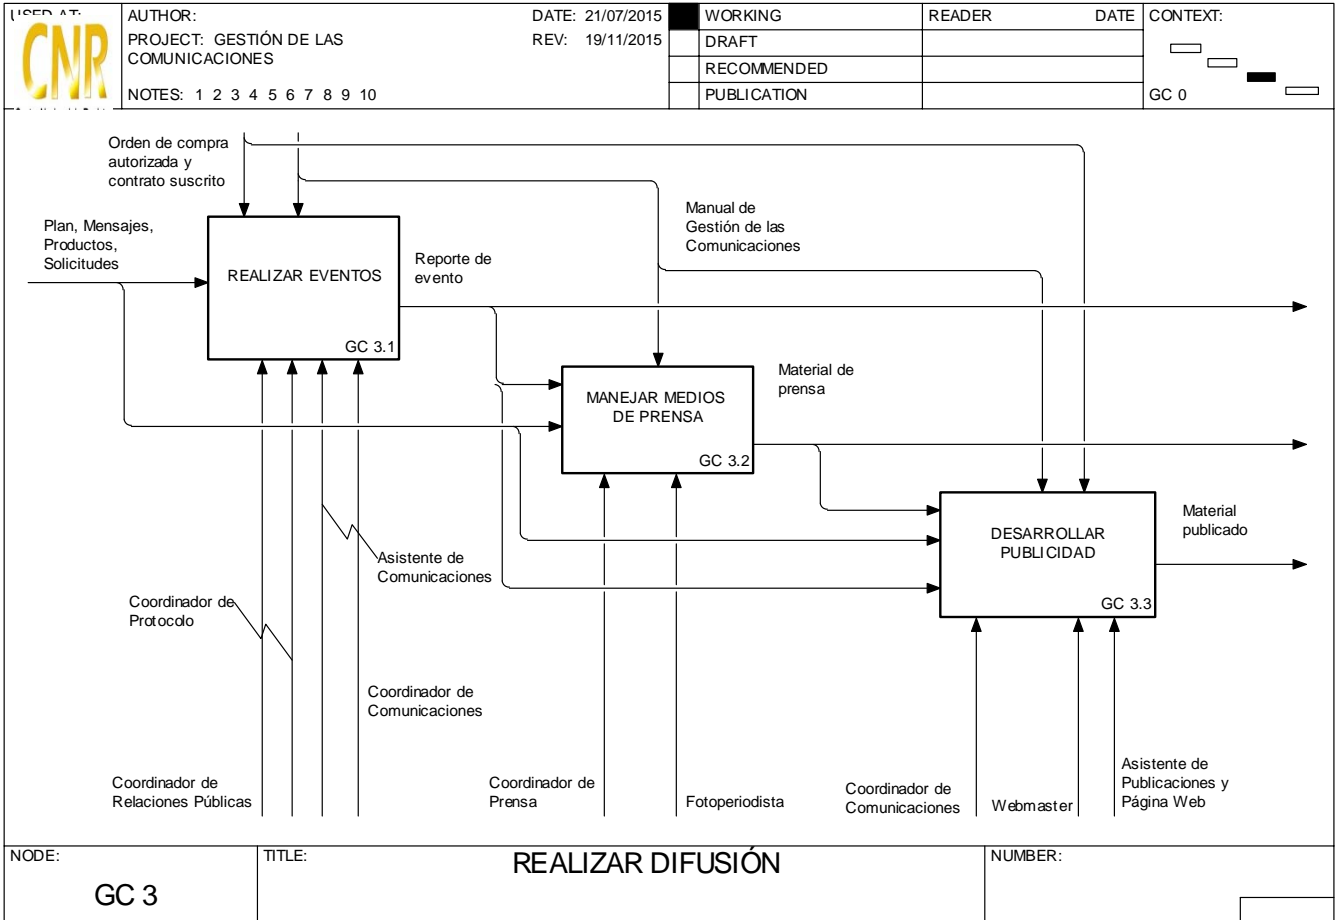 USED AT:
CNR
AUTHOR:
DATE: 21/07/2015
PROJECT: GESTIÓN DE LAS
COMUNICACIONES
REV: 19/11/2015
NOTES: 1 2 3 4 5 6 7 8 9 10
WORKING
DRAFT
RECOMMENDED
PUBLICATION
READER DATE
CONTEXT:
GC 0
Orden de compra
autorizada y
contrato suscrito
Plan, Mensajes,
Productos,
Solicitudes
REALIZAR EVENTOS
GC 3.1
Reporte de
evento
Manual de
Gestión de las
Comunicaciones
MANEJAR MEDIOS
DE PRENSA
GC 3.2
Material de
prensa
DESARROLLAR
PUBLICIDAD
GC 3.3
Material
publicado
Asistente de
Comunicaciones
Coordinador de
Protocolo
Coordinador de
Comunicaciones
Coordinador de
Relaciones Públicas
Coordinador de
Prensa
Fotoperiodista
Coordinador de
Comunicaciones
Webmaster
Asistente de
Publicaciones y
Página Web
NODE:
GC 3
TITLE:
REALIZAR DIFUSIÓN
NUMBER: